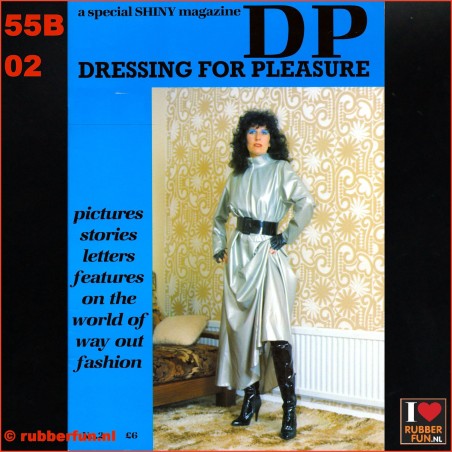 55B
02
a special SHINY magazine
DP
DRESSING FOR PLEASURE
pictures
stories
letters
features
on the
world of
way out
fashion
£6
© rubberfun.nl
I ♥
RUBBER
FUN.NL